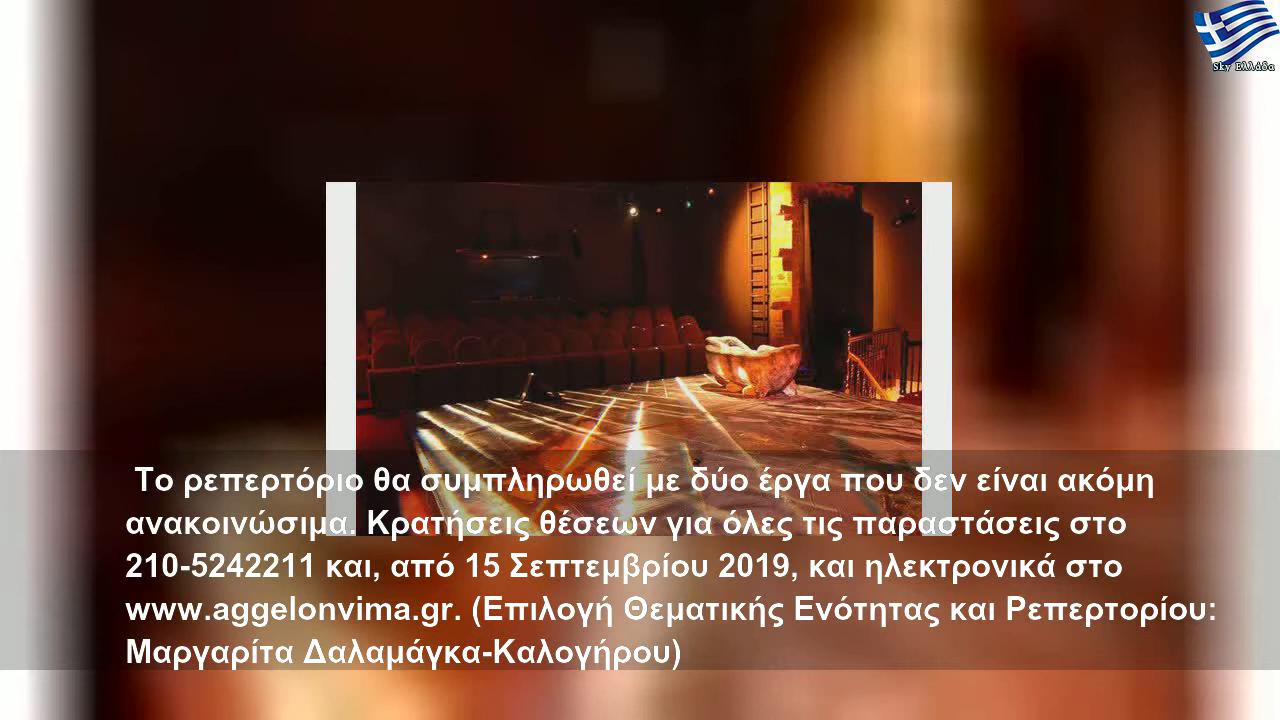 Sky Ελλάδα
Το ρεπερτόριο θα συμπληρωθεί με δύο έργα που δεν είναι ακόμη
ανακοινώσιμα. Κρατήσεις θέσεων για όλες τις παραστάσεις στο
210-5242211 και, από 15 Σεπτεμβρίου 2019, και ηλεκτρονικά στο
www.aggelonvima.gr. (Επιλογή Θεματικής Ενότητας και Ρεπερτορίου:
Μαργαρίτα Δαλαμάγκα-Καλογήρου)